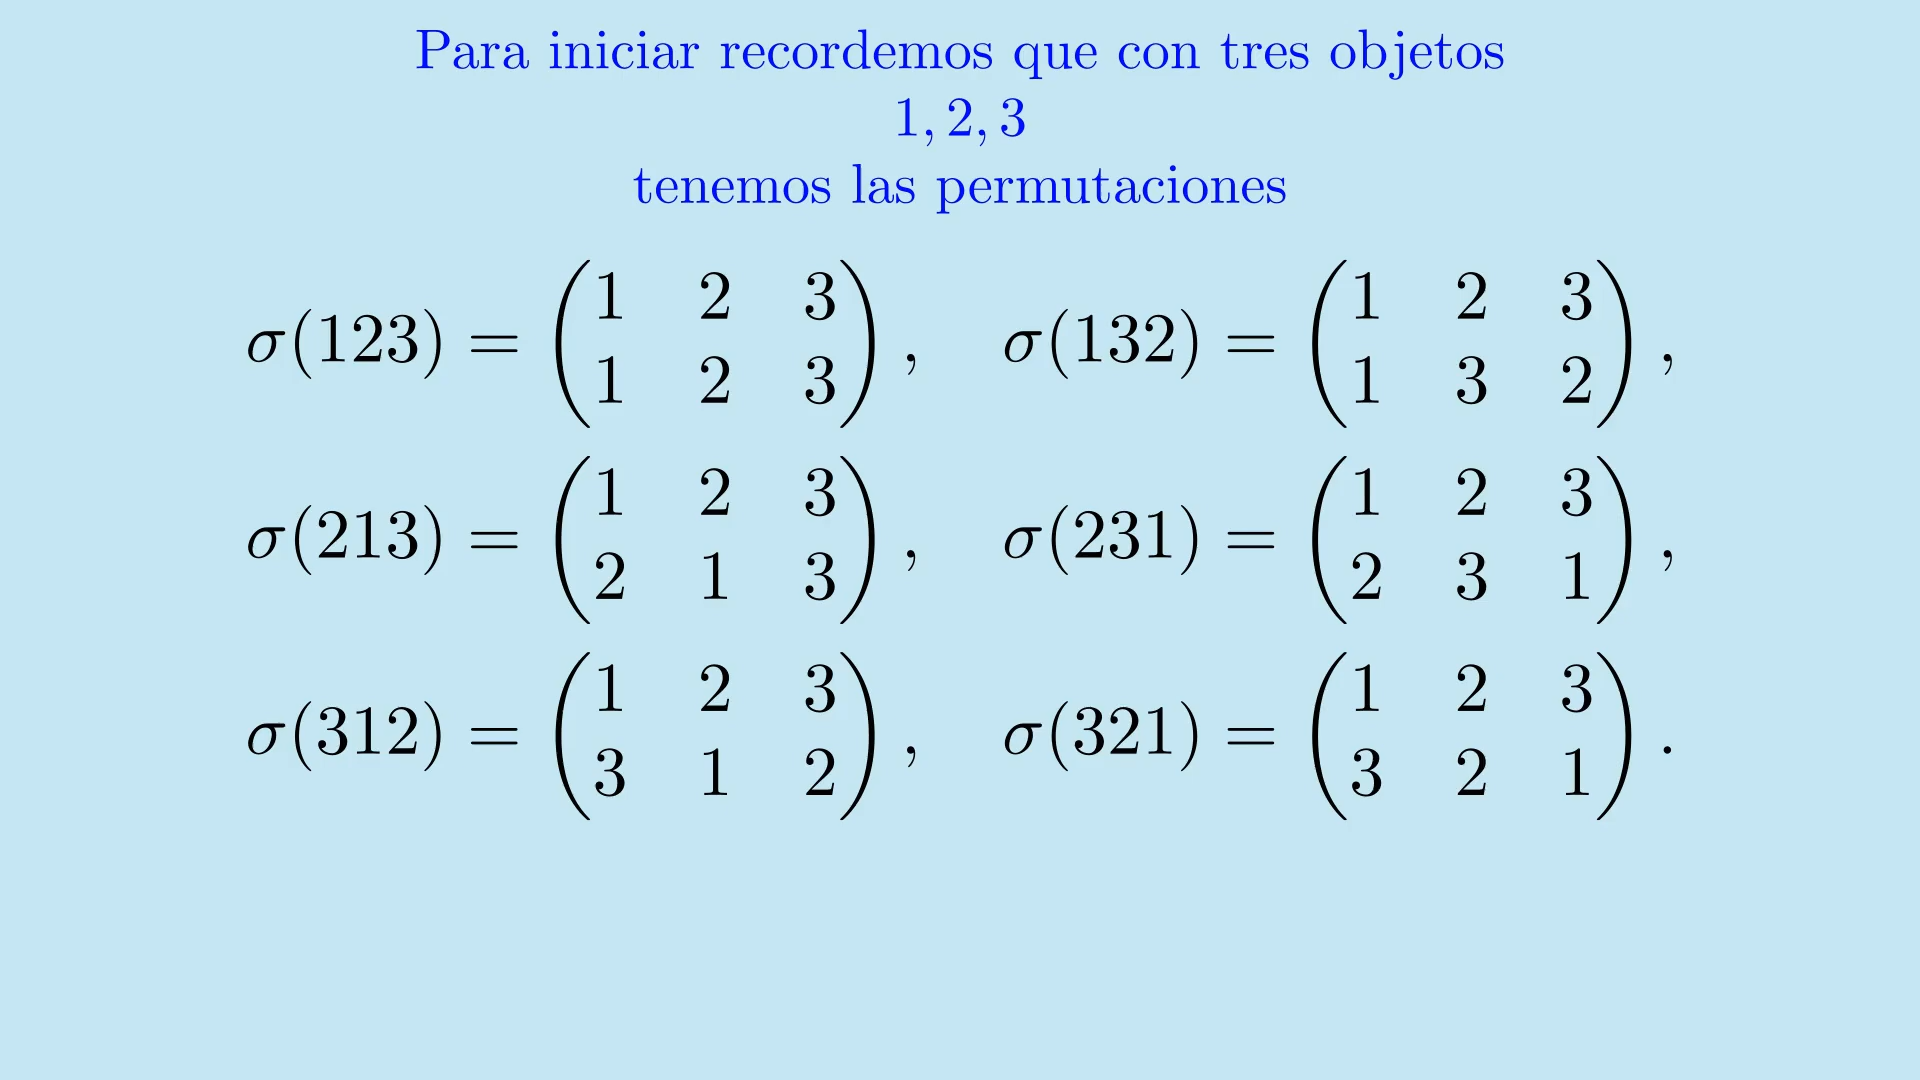 Para iniciar recordemos que con tres objetos
1, 2, 3
tenemos las permutaciones
σ(123) = (1 2 3 / 1 2 3), σ(132) = (1 2 3 / 1 3 2),
σ(213) = (1 2 3 / 2 1 3), σ(231) = (1 2 3 / 2 3 1),
σ(312) = (1 2 3 / 3 1 2), σ(321) = (1 2 3 / 3 2 1).